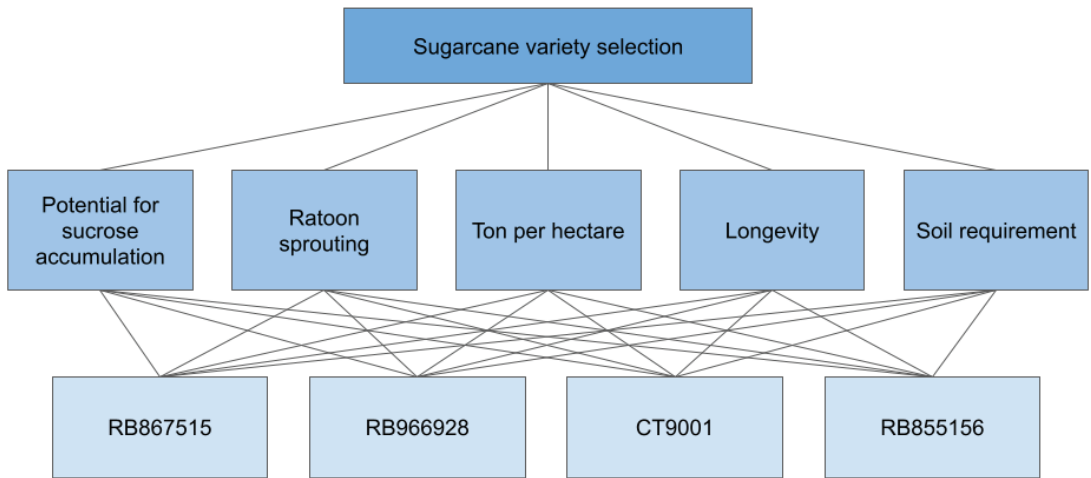 Sugarcane variety selection
Potential for
sucrose
accumulation
Ratoon
sprouting
Ton per hectare
Longevity
Soil requirement
RB867515
RB966928
CT9001
RB855156